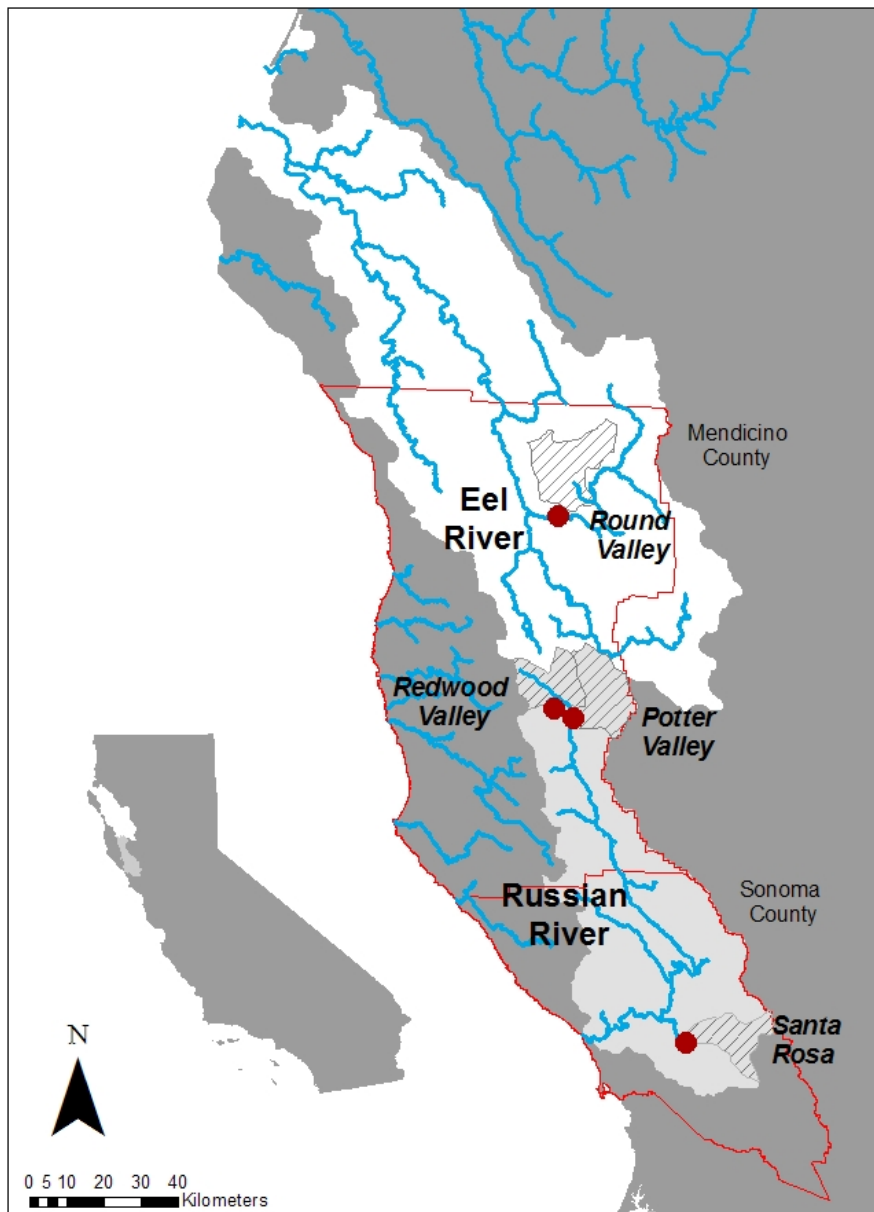 Mendicino
County
Eel
River
Round
Valley
Redwood
Valley
Potter
Valley
Russian
River
Sonoma
County
Santa
Rosa
N
0 5 10 20 30 40
Kilometers